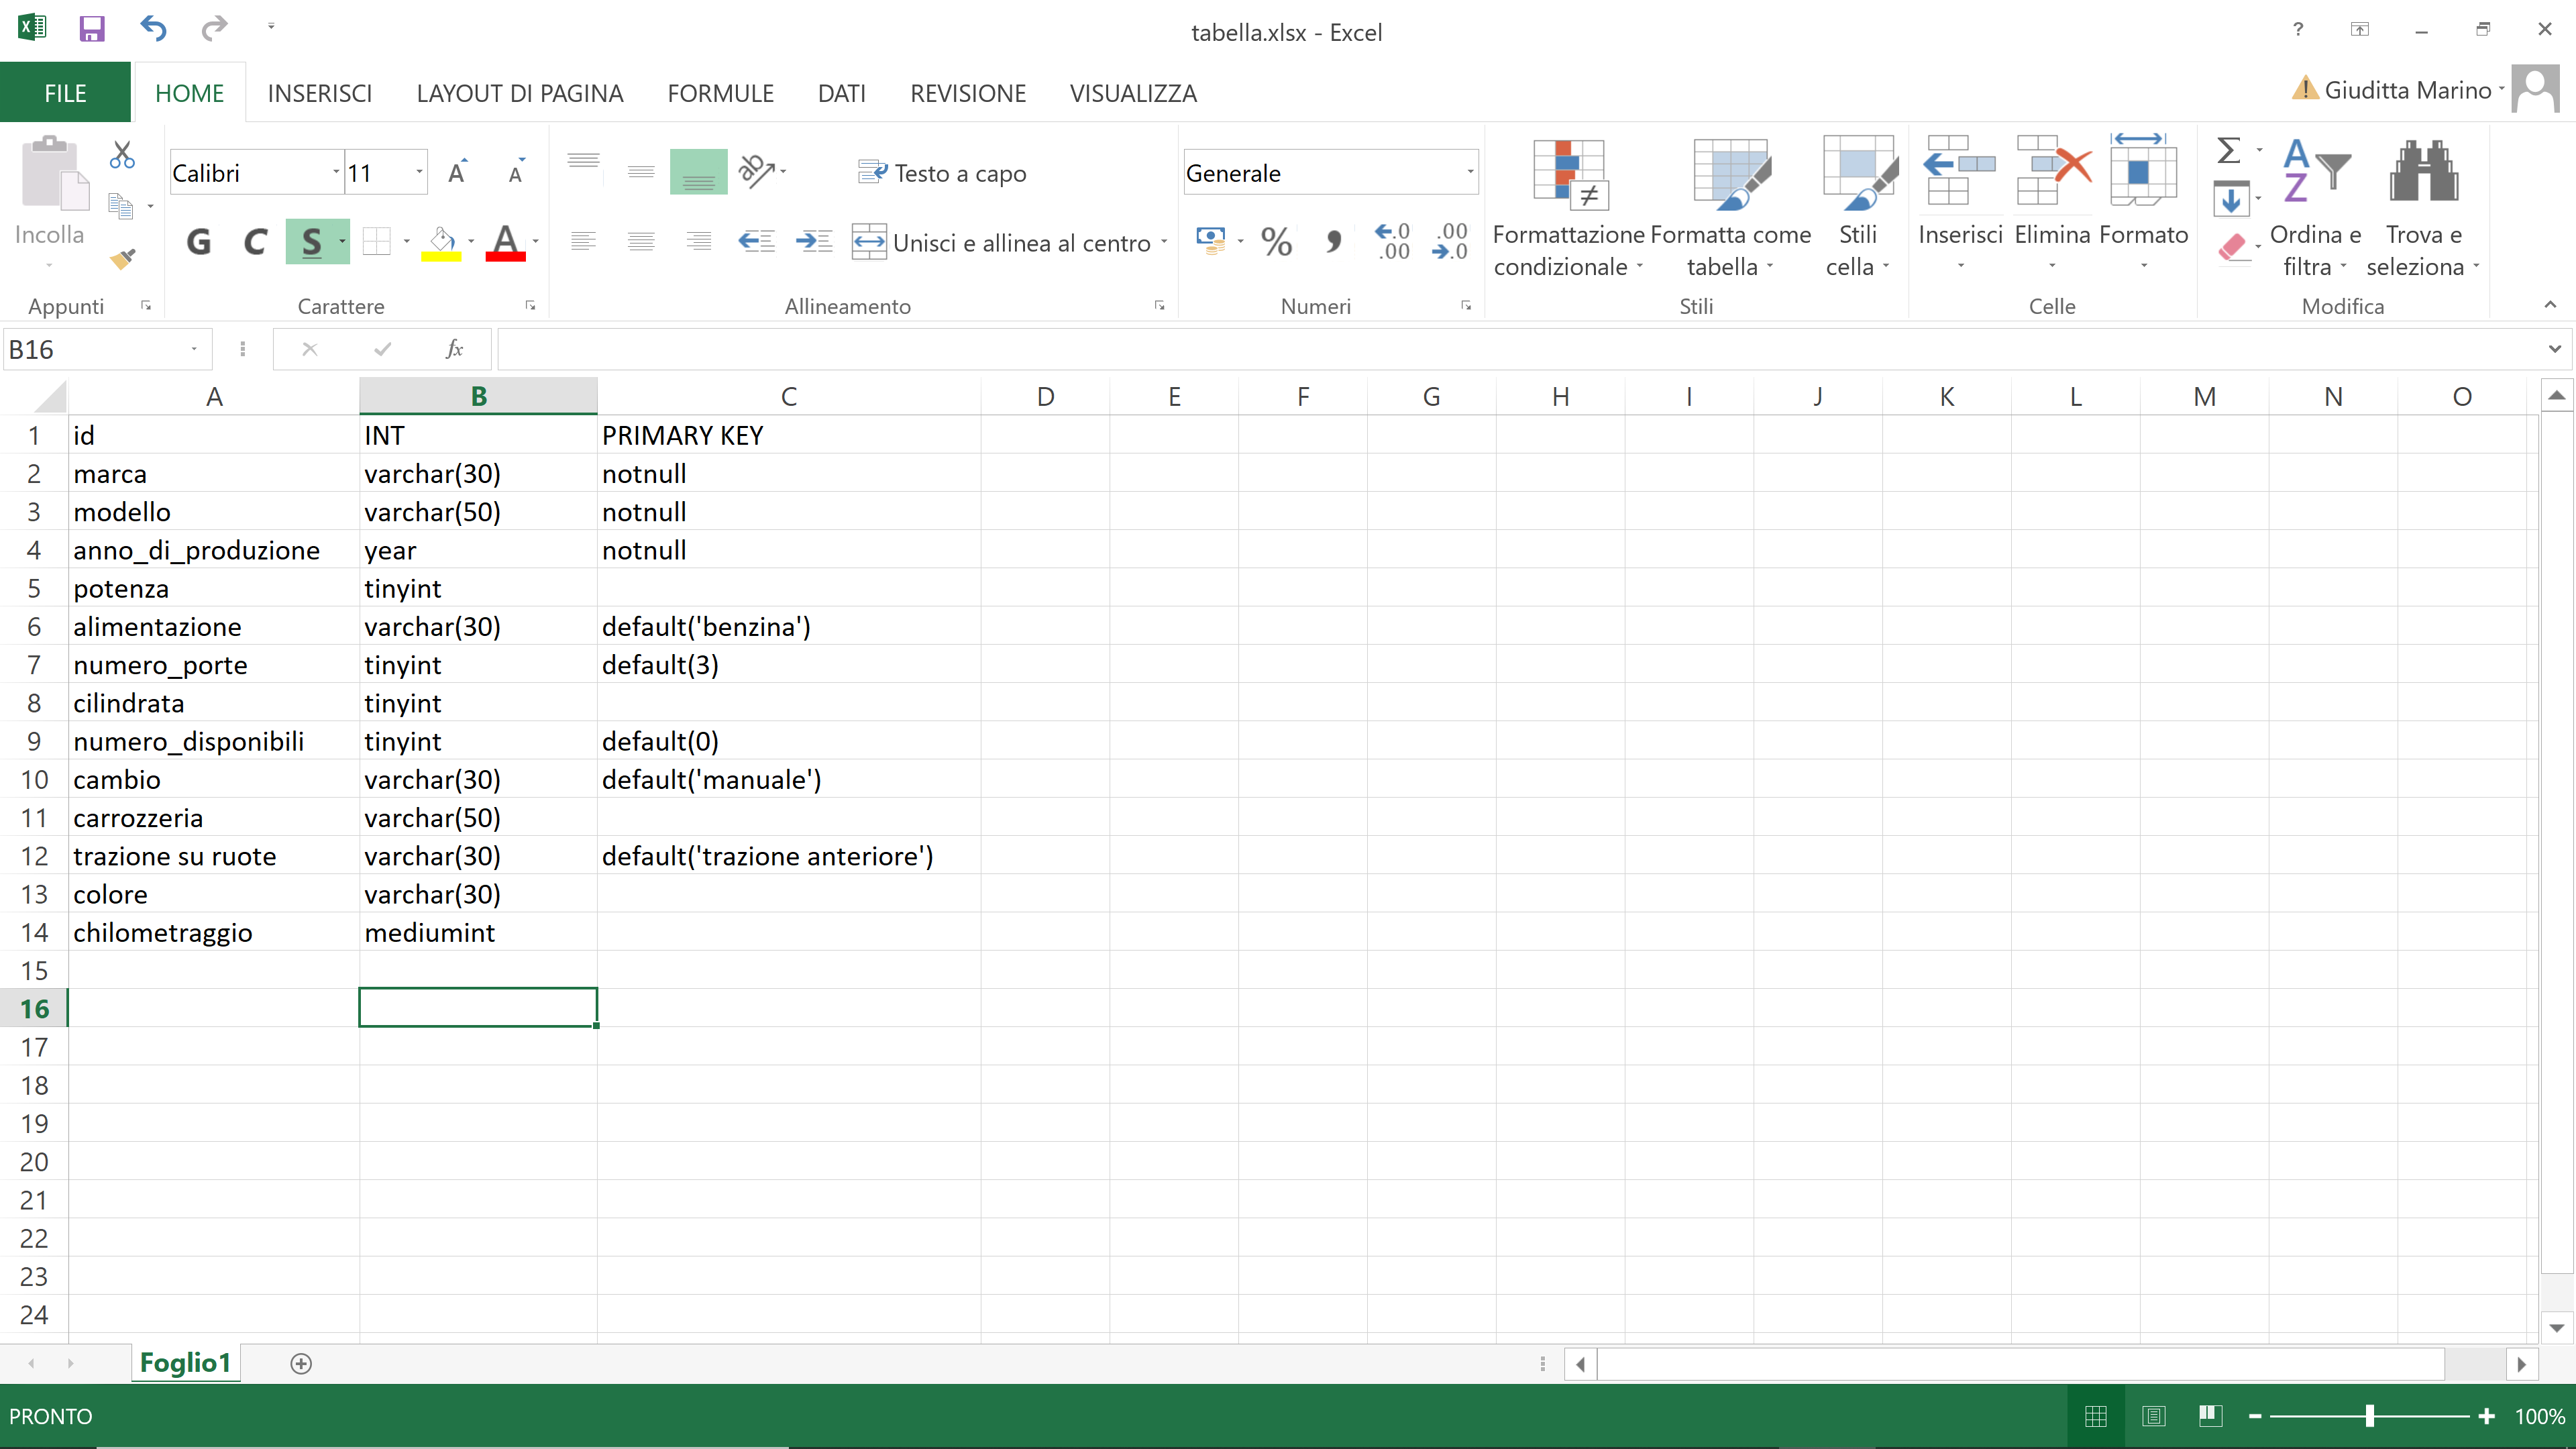 tabella.xlsx - Excel
?
FILE HOME INSERISCI LAYOUT DI PAGINA FORMULE DATI REVISIONE VISUALIZZA
Giuditta Marino
Incolla
Appunti
Calibri 11
G C S
Carattere
Testo a capo
Unisci e allinea al centro
Allineamento
Generale
%
Numeri
Formattazione condizionale
Formatta come tabella
Stili cella
Stili
Inserisci Elimina Formato
Celle
Ordina e filtra
Trova e seleziona
Modifica
B16 fx
A B C D E F G H I J K L M N O
1 id INT PRIMARY KEY
2 marca varchar(30) notnull
3 modello varchar(50) notnull
4 anno_di_produzione year notnull
5 potenza tinyint
6 alimentazione varchar(30) default('benzina')
7 numero_porte tinyint default(3)
8 cilindrata tinyint
9 numero_disponibili tinyint default(0)
10 cambio varchar(30) default('manuale')
11 carrozzeria varchar(50)
12 trazione su ruote varchar(30) default('trazione anteriore')
13 colore varchar(30)
14 chilometraggio mediumint
15
16
17
18
19
20
21
22
23
24
Foglio1
PRONTO 100%